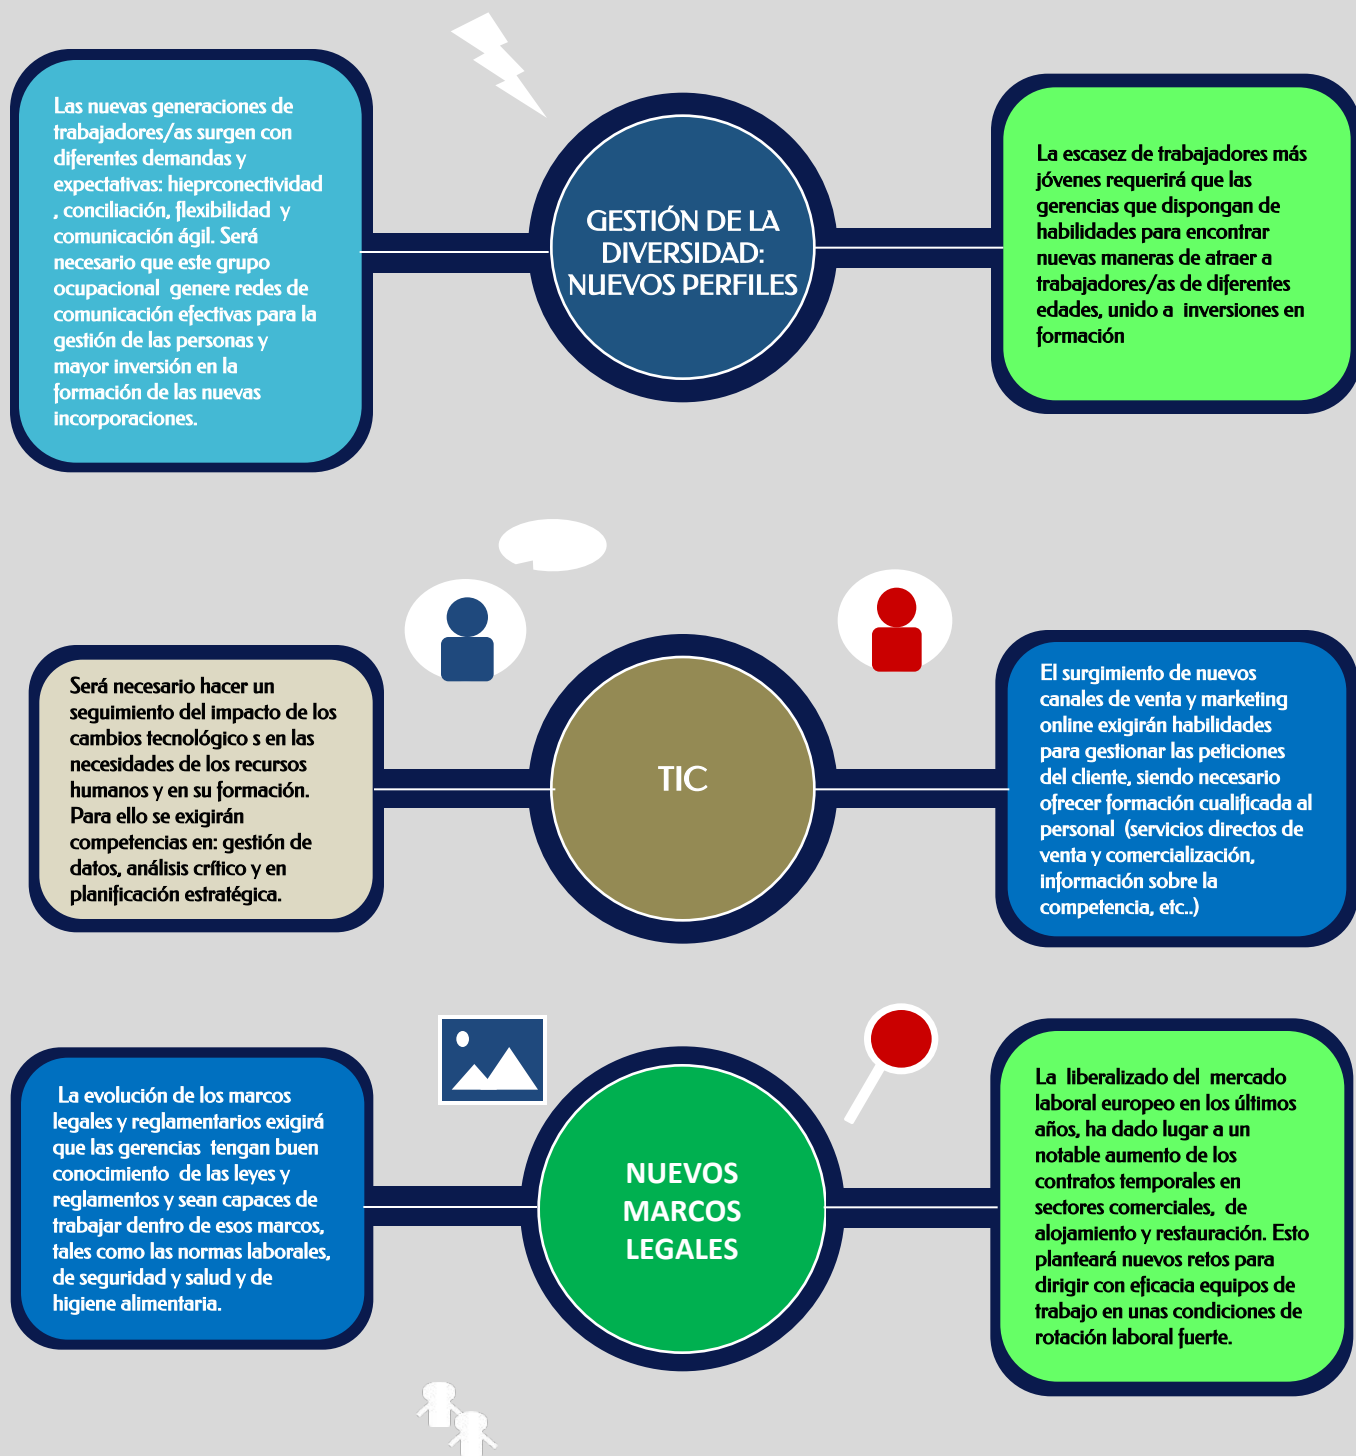 Las nuevas generaciones de
trabajadores/as surgen con
diferentes demandas y
expectativas: hieprconectividad
, conciliación, flexibilidad y
comunicación ágil. Será
necesario que este grupo
ocupacional genere redes de
comunicación efectivas para la
gestión de las personas y
mayor inversión en la
formación de las nuevas
incorporaciones.
GESTIÓN DE LA
DIVERSIDAD:
NUEVOS PERFILES
La escasez de trabajadores más
jóvenes requerirá que las
gerencias que dispongan de
habilidades para encontrar
nuevas maneras de atraer a
trabajadores/as de diferentes
edades, unido a inversiones en
formación
Será necesario hacer un
seguimiento del impacto de los
cambios tecnológico s en las
necesidades de los recursos
humanos y en su formación.
Para ello se exigirán
competencias en: gestión de
datos, análisis crítico y en
planificación estratégica.
TIC
El surgimiento de nuevos
canales de venta y marketing
online exigirán habilidades
para gestionar las peticiones
del cliente, siendo necesario
ofrecer formación cualificada al
personal (servicios directos de
venta y comercialización,
información sobre la
competencia, etc..)
La evolución de los marcos
legales y reglamentarios exigirá
que las gerencias tengan buen
conocimiento de las leyes y
reglamentos y sean capaces de
trabajar dentro de esos marcos,
tales como las normas laborales,
de seguridad y salud y de
higiene alimentaria.
NUEVOS
MARCOS
LEGALES
La liberalizado del mercado
laboral europeo en los últimos
años, ha dado lugar a un
notable aumento de los
contratos temporales en
sectores comerciales, de
alojamiento y restauración. Esto
planteará nuevos retos para
dirigir con eficacia equipos de
trabajo en unas condiciones de
rotación laboral fuerte.